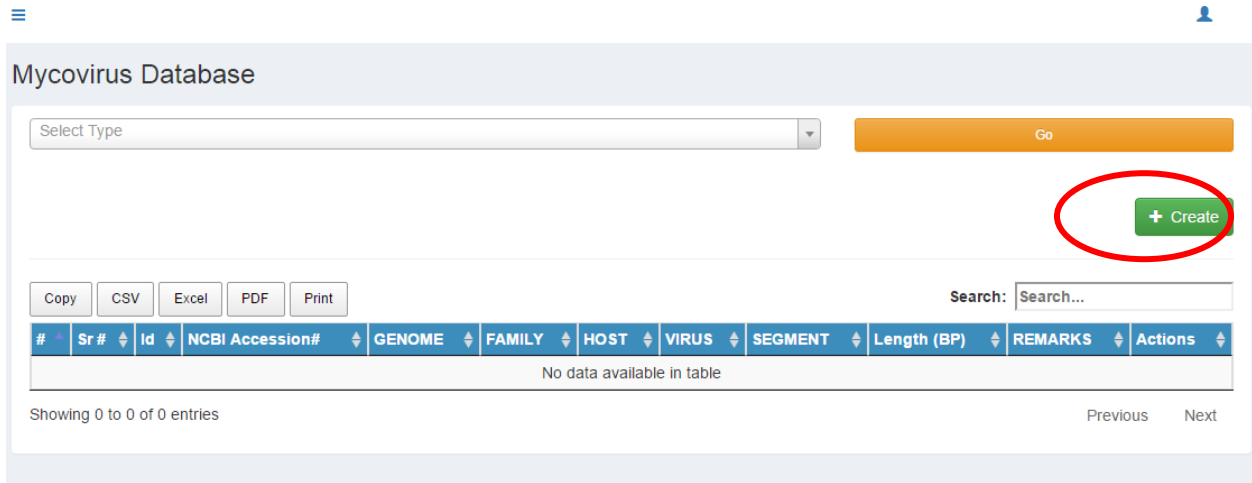 Mycovirus Database
Select Type
Go
+ Create
Copy CSV Excel PDF Print Search: Search...
# Sr # Id NCBI Accession# GENOME FAMILY HOST VIRUS SEGMENT Length (BP) REMARKS Actions
No data available in table
Showing 0 to 0 of 0 entries Previous Next